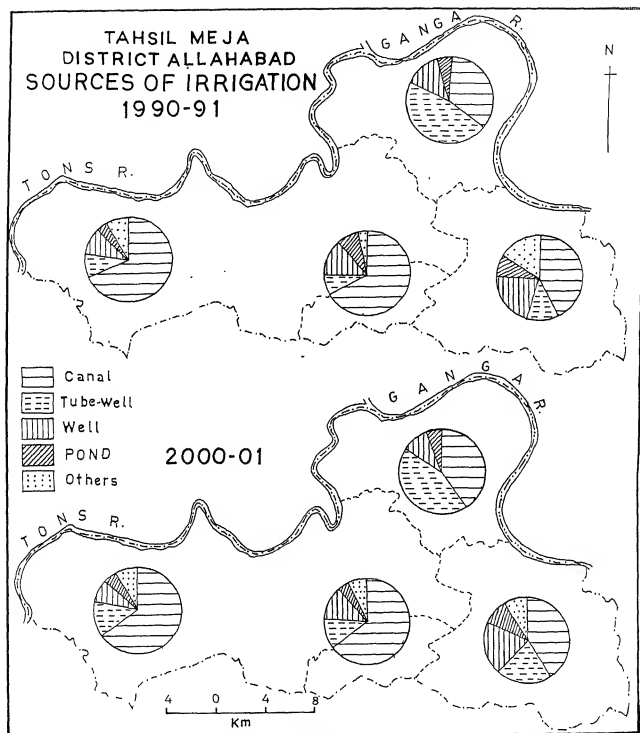 TAHSIL MEJA
DISTRICT ALLAHABAD
SOURCES OF IRRIGATION
1990-91
GANGA R.
N
TONS R.
Canal
Tube-well
Well
POND
Others
2000-01
GANGA R.
TONS R.
4 0 4 8
Km